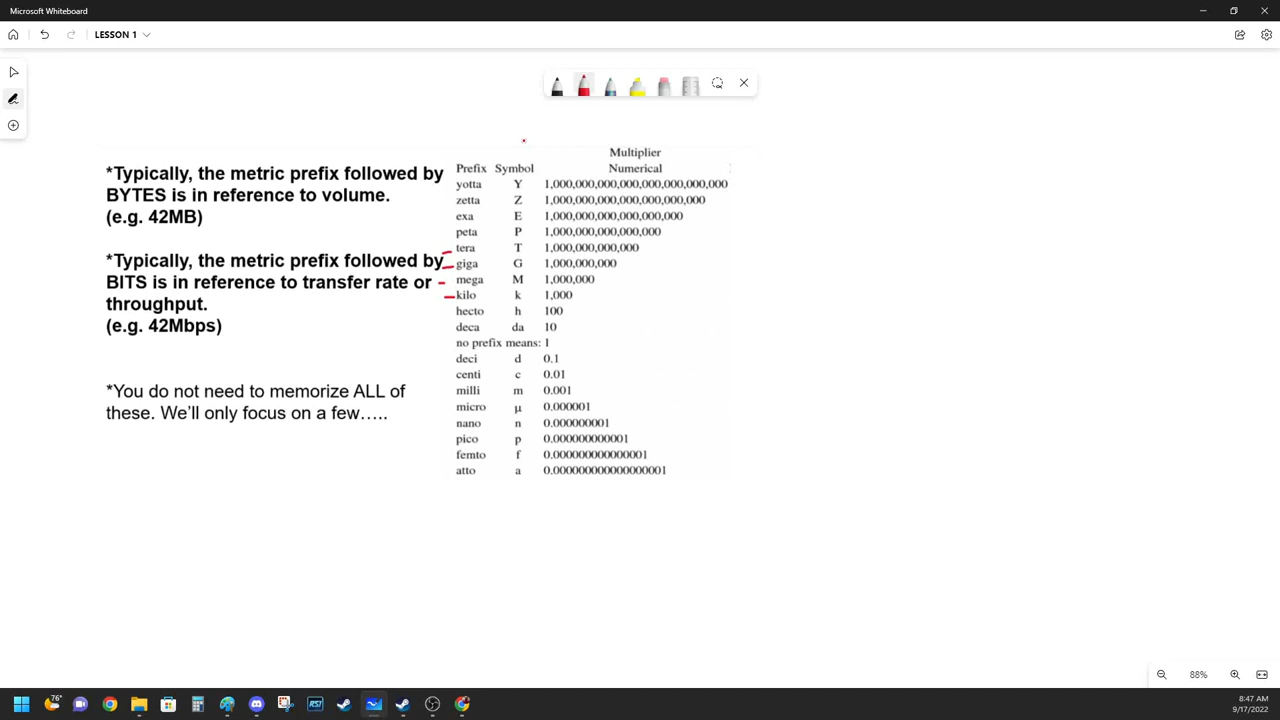 Microsoft Whiteboard
LESSON 1
*Typically, the metric prefix followed by
BYTES is in reference to volume.
(e.g. 42MB)
*Typically, the metric prefix followed by
BITS is in reference to transfer rate or
throughput.
(e.g. 42Mbps)
*You do not need to memorize ALL of
these. We'll only focus on a few…..
Multiplier
Prefix Symbol Numerical
yotta Y 1,000,000,000,000,000,000,000,000
zetta Z 1,000,000,000,000,000,000,000
exa E 1,000,000,000,000,000,000
peta P 1,000,000,000,000,000
tera T 1,000,000,000,000
giga G 1,000,000,000
mega M 1,000,000
kilo k 1,000
hecto h 100
deca da 10
no prefix means: 1
deci d 0.1
centi c 0.01
milli m 0.001
micro μ 0.000001
nano n 0.000000001
pico p 0.000000000001
femto f 0.000000000000001
atto a 0.000000000000000001
88%
76°
RSI
8:47 AM
9/17/2022